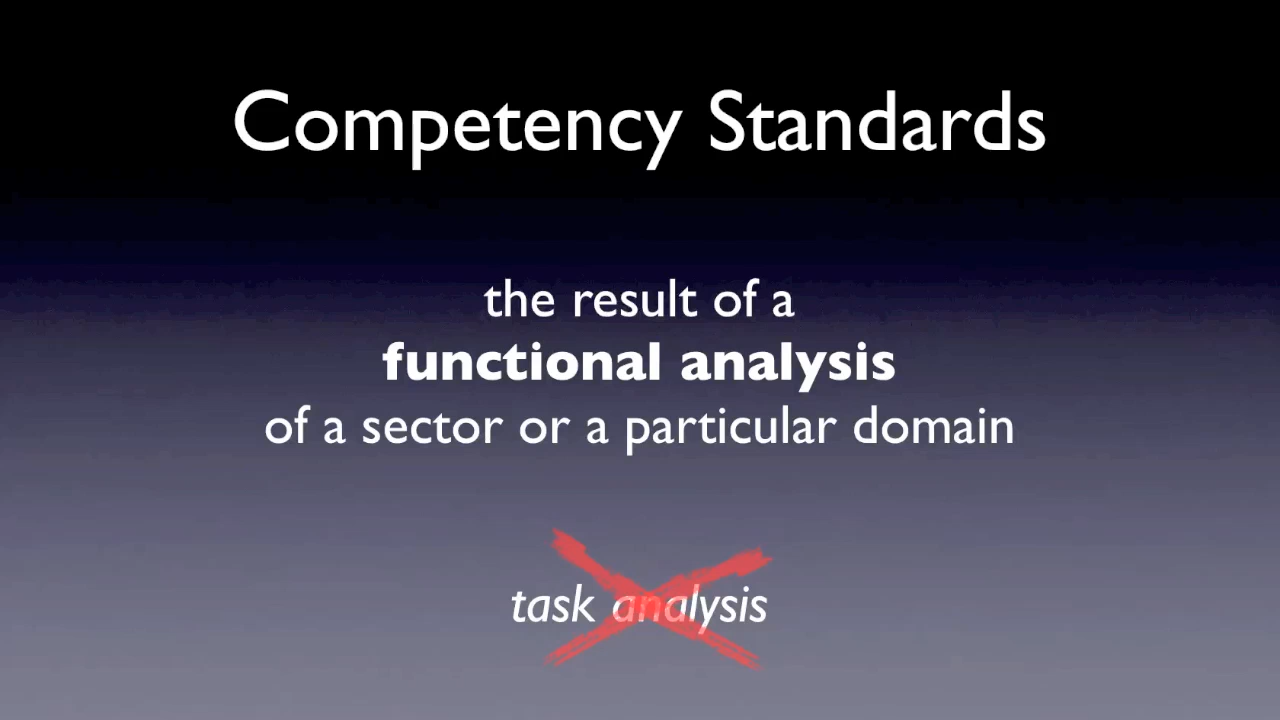 Competency Standards
the result of a
functional analysis
of a sector or a particular domain
task analysis